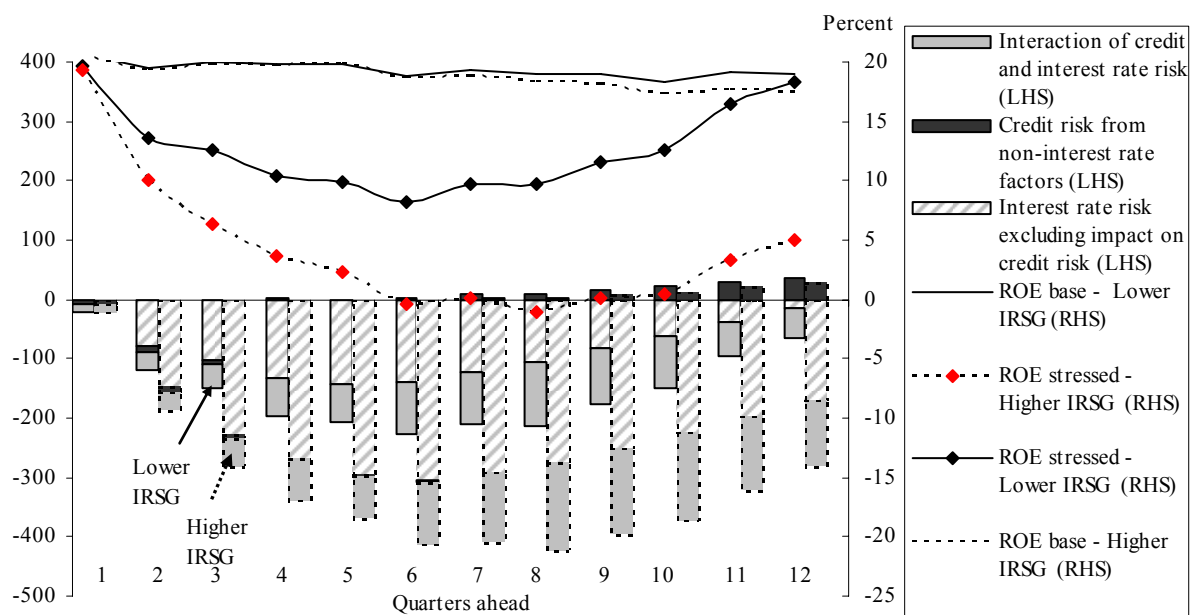 Percent
400
300
200
100
0
-100
-200
-300
-400
-500
20
15
10
5
0
-5
-10
-15
-20
-25
Lower
IRSG
Higher
IRSG
1 2 3 4 5 6 7 8 9 10 11 12
Quarters ahead
Interaction of credit
and interest rate risk
(LHS)
Credit risk from
non-interest rate
factors (LHS)
Interest rate risk
excluding impact on
credit risk (LHS)
ROE base - Lower
IRSG (RHS)
ROE stressed -
Higher IRSG (RHS)
ROE stressed -
Lower IRSG (RHS)
ROE base - Higher
IRSG (RHS)